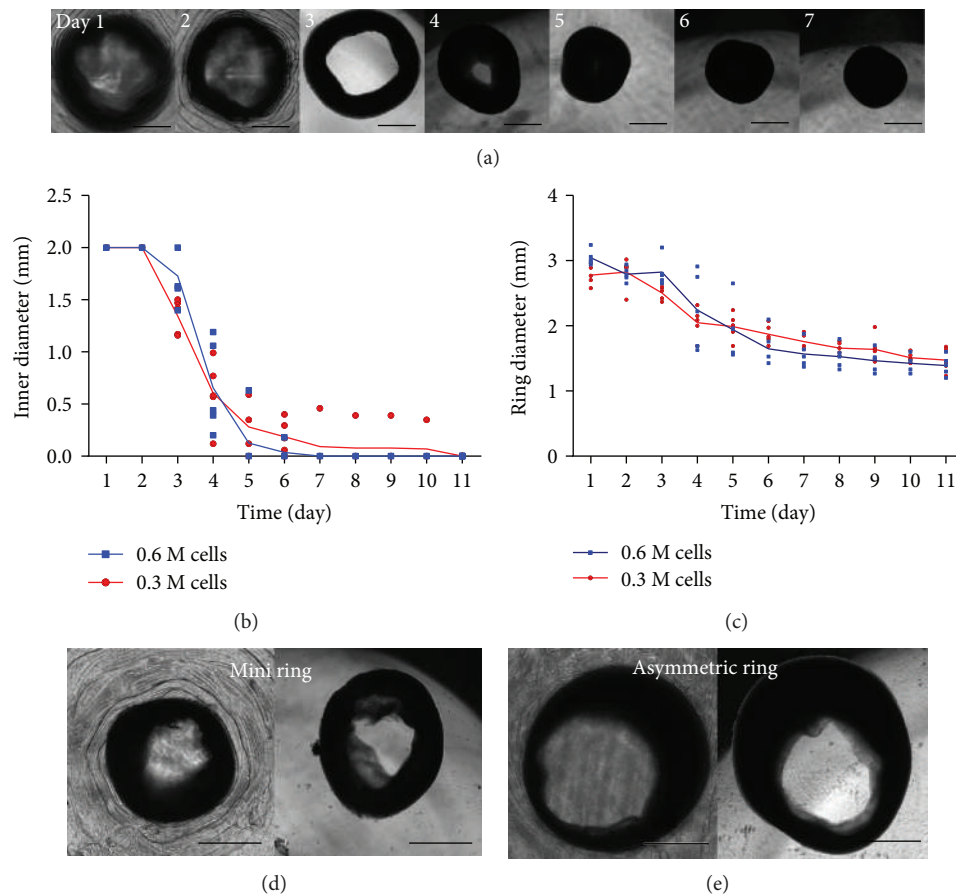 Day 1 2 3 4 5 6 7
(a)
2.5
2.0
1.5
1.0
0.5
0.0
Inner diameter (mm)
1 2 3 4 5 6 7 8 9 10 11
Time (day)
0.6 M cells
0.3 M cells
(b)
4
3
2
1
0
Ring diameter (mm)
1 2 3 4 5 6 7 8 9 10 11
Time (day)
0.6 M cells
0.3 M cells
(c)
Mini ring
(d)
Asymmetric ring
(e)